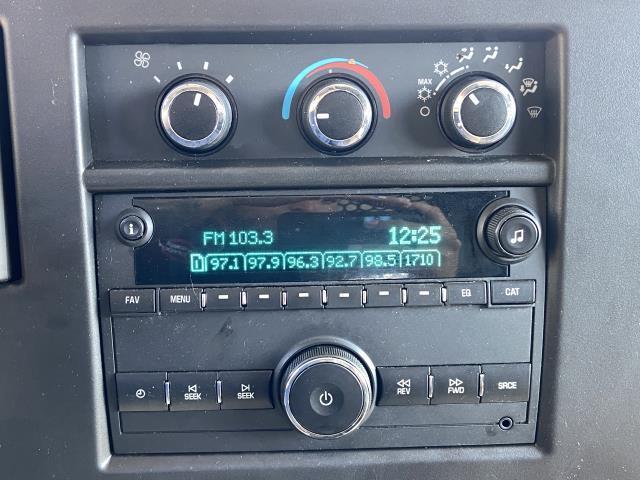 MAX
i
FM 103.3 12:25
1 97.1 97.9 96.3 92.7 98.5 1710
FAV MENU EQ CAT
SEEK SEEK REV FWD SRCE